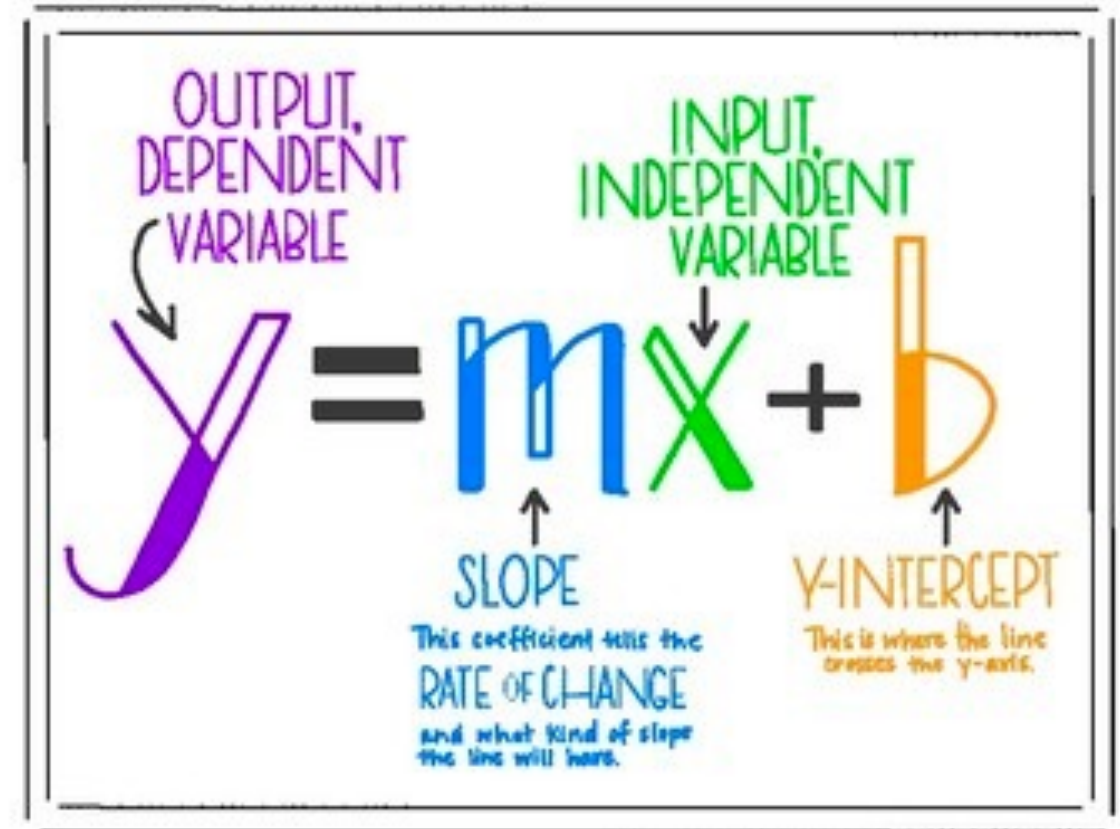 OUTPUT,
DEPENDENT
VARIABLE
INPUT,
INDEPENDENT
VARIABLE
y = mx + b
SLOPE
This coefficient tells the
RATE OF CHANGE
and what kind of slope
the line will have.
Y-INTERCEPT
This is where the line
crosses the y-axis.